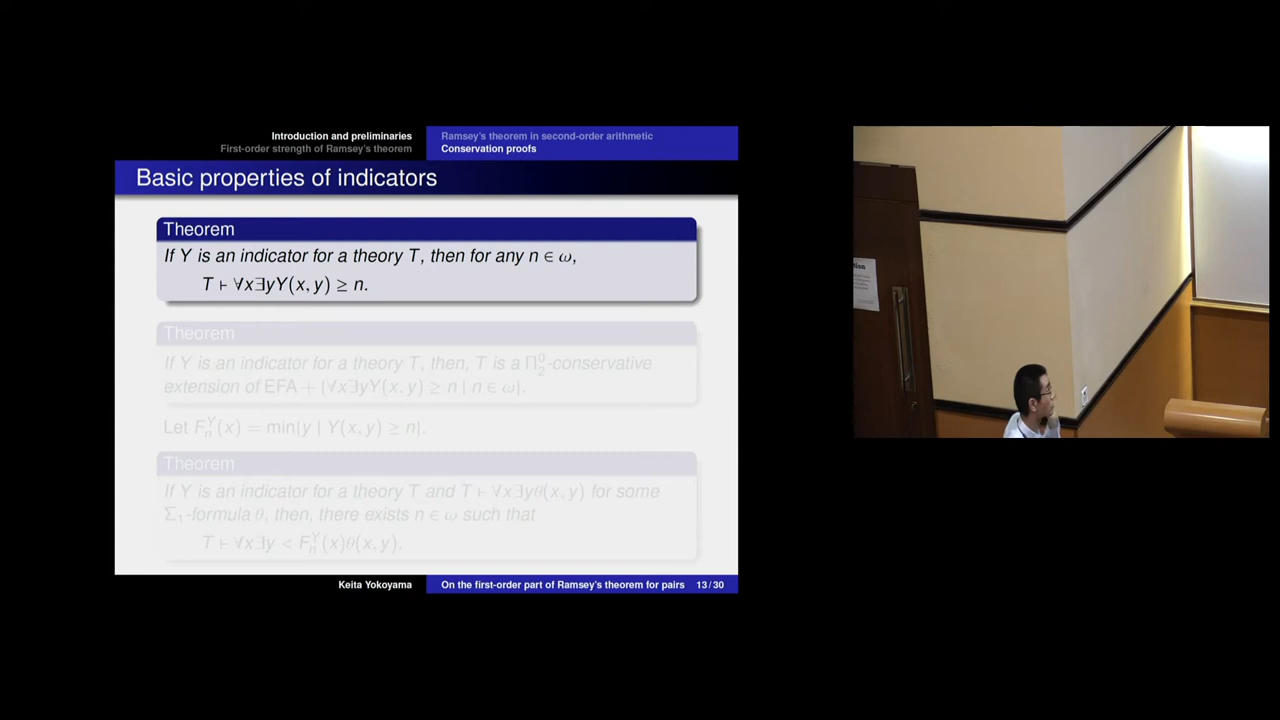 Introduction and preliminaries
First-order strength of Ramsey's theorem
Ramsey's theorem in second-order arithmetic
Conservation proofs
Basic properties of indicators
Theorem
If Y is an indicator for a theory T, then for any n ∈ ω,
T ⊢ ∀x∃yY(x, y) ≥ n.
Theorem
If Y is an indicator for a theory T, then, T is a Π⁰₂-conservative
extension of EFA + {∀x∃yY(x, y) ≥ n | n ∈ ω}.
Let Fₙʸ(x) = min{y | Y(x, y) ≥ n}.
Theorem
If Y is an indicator for a theory T and T ⊢ ∀x∃yθ(x, y) for some
Σ₁-formula θ, then, there exists n ∈ ω such that
T ⊢ ∀x∃y < Fₙʸ(x)θ(x, y).
Keita Yokoyama
On the first-order part of Ramsey's theorem for pairs 13 / 30